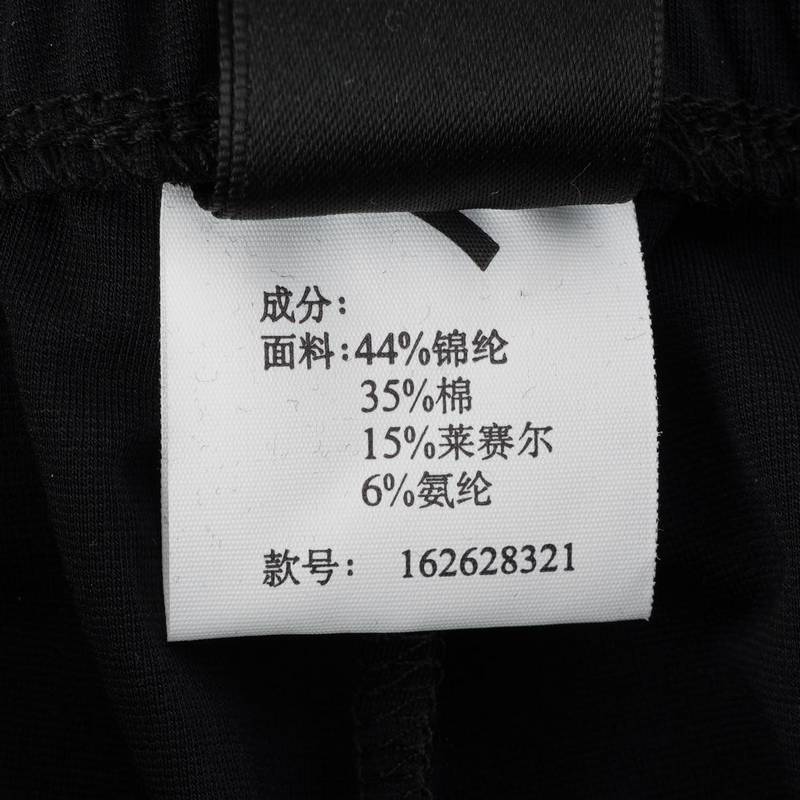 成分：
面料：44%锦纶
35%棉
15%莱赛尔
6%氨纶
款号： 162628321